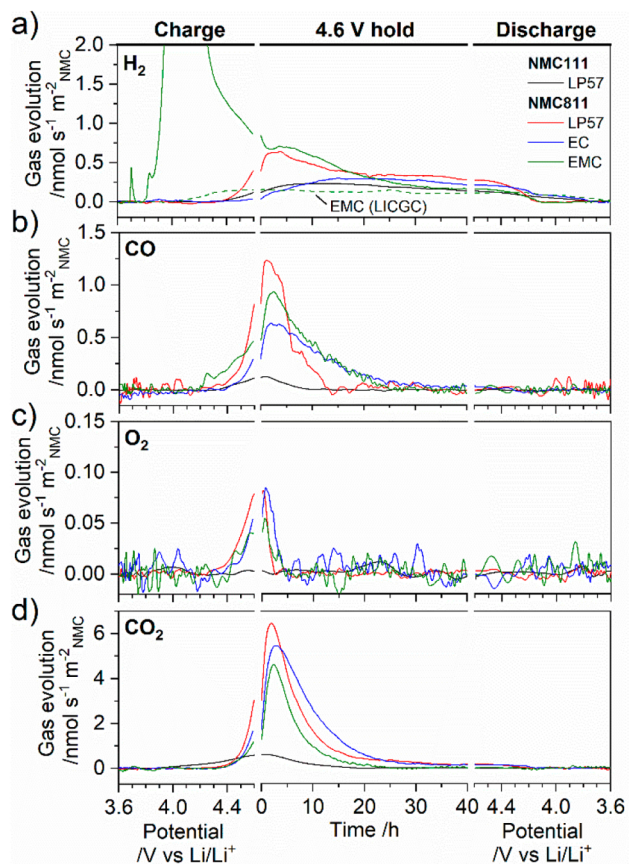 a) Charge 4.6 V hold Discharge
H2
NMC111
LP57
NMC811
LP57
EC
EMC
EMC (LICGC)
Gas evolution
/nmol s-1 m-2NMC
2.0
1.5
1.0
0.5
0.0
b)
CO
Gas evolution
/nmol s-1 m-2NMC
1.5
1.0
0.5
0.0
c)
O2
Gas evolution
/nmol s-1 m-2NMC
0.15
0.10
0.05
0.00
d)
CO2
Gas evolution
/nmol s-1 m-2NMC
6
4
2
0
3.6 4.0 4.4 0 10 20 30 40 4.4 4.0 3.6
Potential
/V vs Li/Li+
Time /h
Potential
/V vs Li/Li+